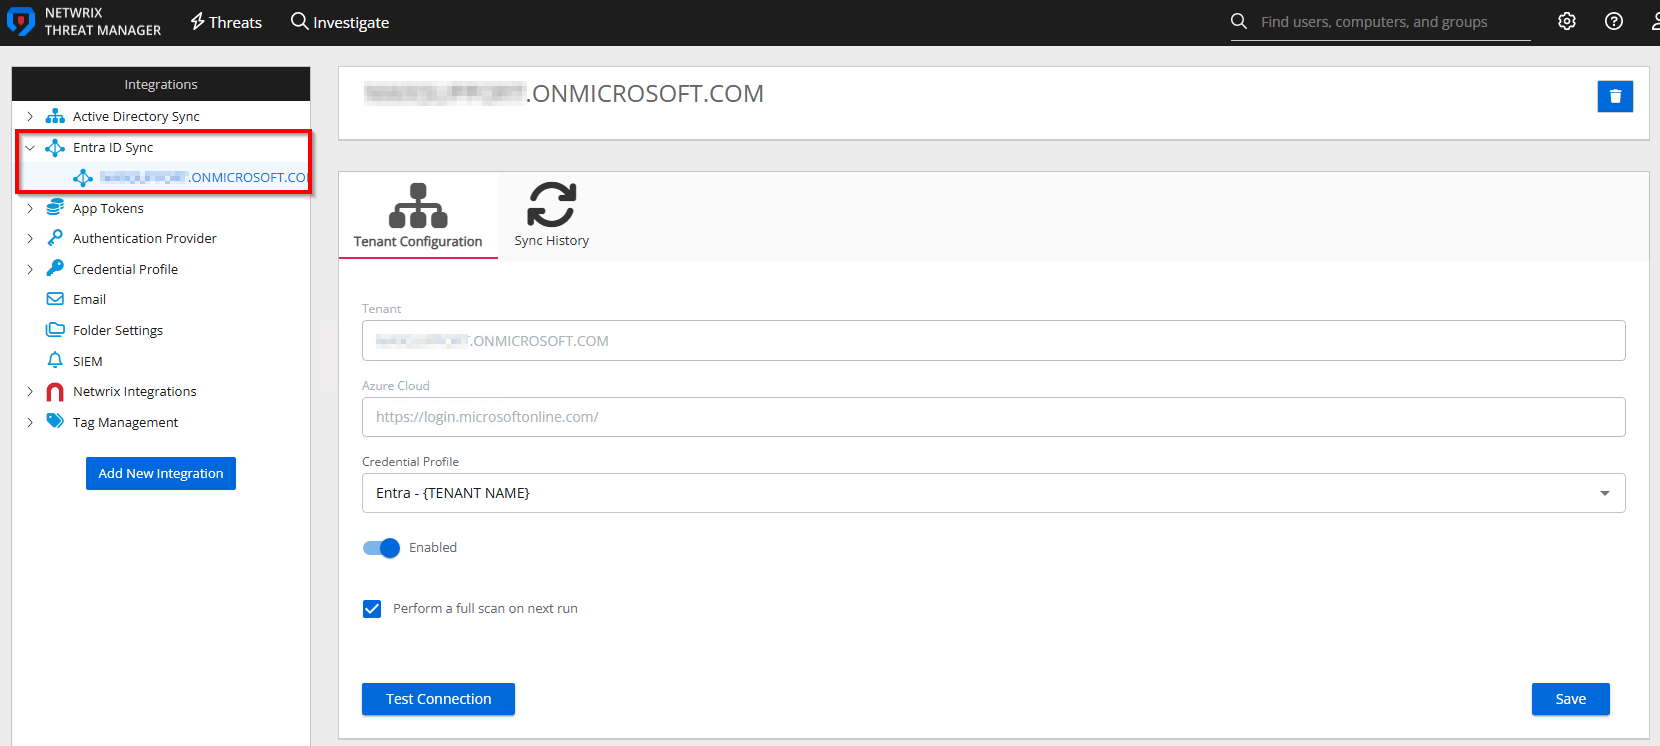 NETWRIX
THREAT MANAGER
Threats
Investigate
Find users, computers, and groups
Integrations
Active Directory Sync
Entra ID Sync
.ONMICROSOFT.CO
App Tokens
Authentication Provider
Credential Profile
Email
Folder Settings
SIEM
Netwrix Integrations
Tag Management
Add New Integration
.ONMICROSOFT.COM
Tenant Configuration
Sync History
Tenant
.ONMICROSOFT.COM
Azure Cloud
https://login.microsoftonline.com/
Credential Profile
Entra - {TENANT NAME}
Enabled
Perform a full scan on next run
Test Connection
Save